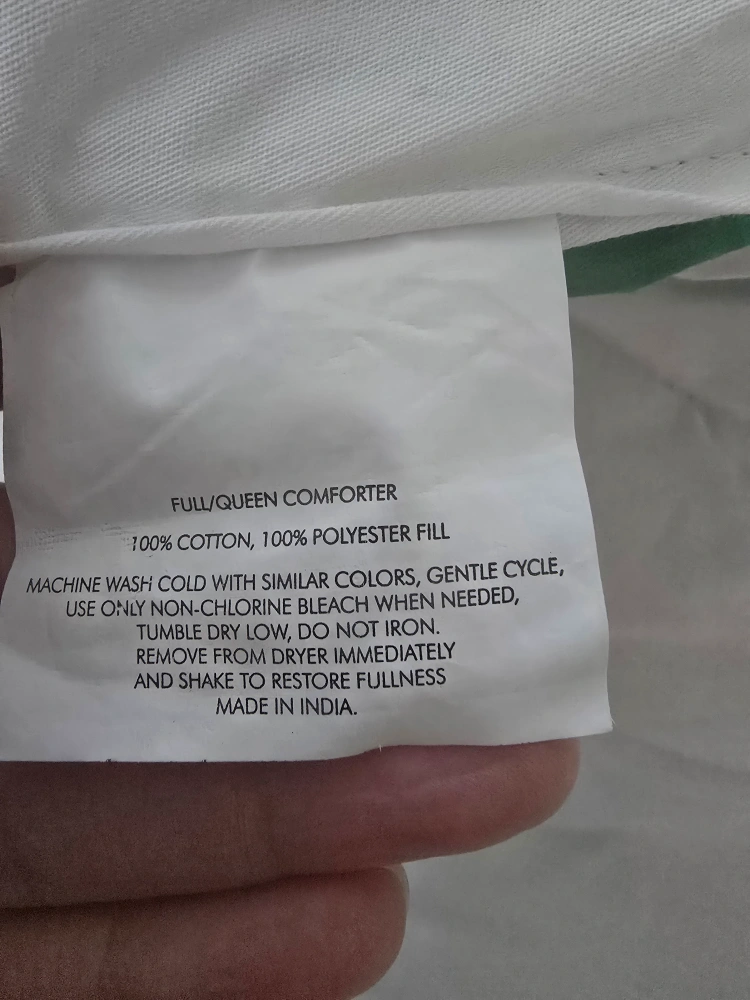 FULL/QUEEN COMFORTER
100% COTTON, 100% POLYESTER FILL
MACHINE WASH COLD WITH SIMILAR COLORS, GENTLE CYCLE,
USE ONLY NON-CHLORINE BLEACH WHEN NEEDED,
TUMBLE DRY LOW, DO NOT IRON.
REMOVE FROM DRYER IMMEDIATELY
AND SHAKE TO RESTORE FULLNESS
MADE IN INDIA.